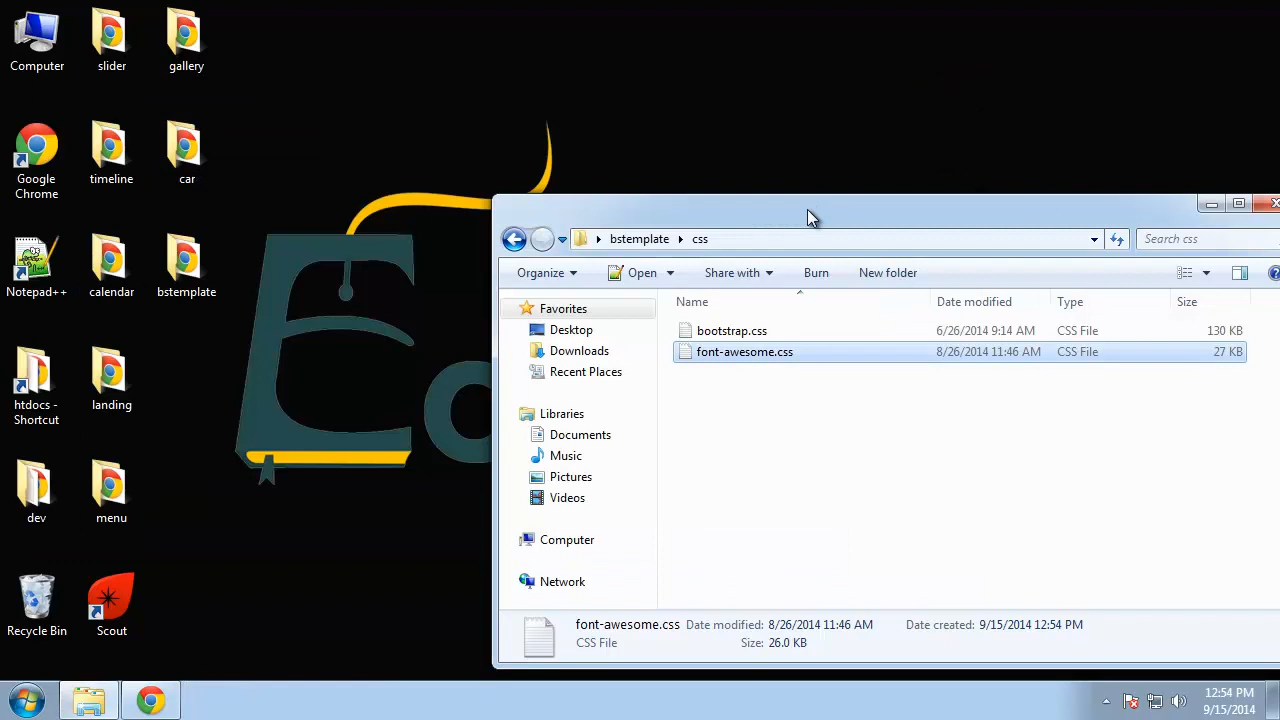 Computer
slider
gallery
Google
Chrome
timeline
car
Notepad++
calendar
bstemplate
htdocs -
Shortcut
landing
dev
menu
Recycle Bin
Scout
bstemplate
css
Search css
Organize
Open
Share with
Burn
New folder
Favorites
Desktop
Downloads
Recent Places
Libraries
Documents
Music
Pictures
Videos
Computer
Network
Name Date modified Type Size
bootstrap.css 6/26/2014 9:14 AM CSS File 130 KB
font-awesome.css 8/26/2014 11:46 AM CSS File 27 KB
font-awesome.css Date modified: 8/26/2014 11:46 AM Date created: 9/15/2014 12:54 PM
CSS File Size: 26.0 KB
12:54 PM
9/15/2014